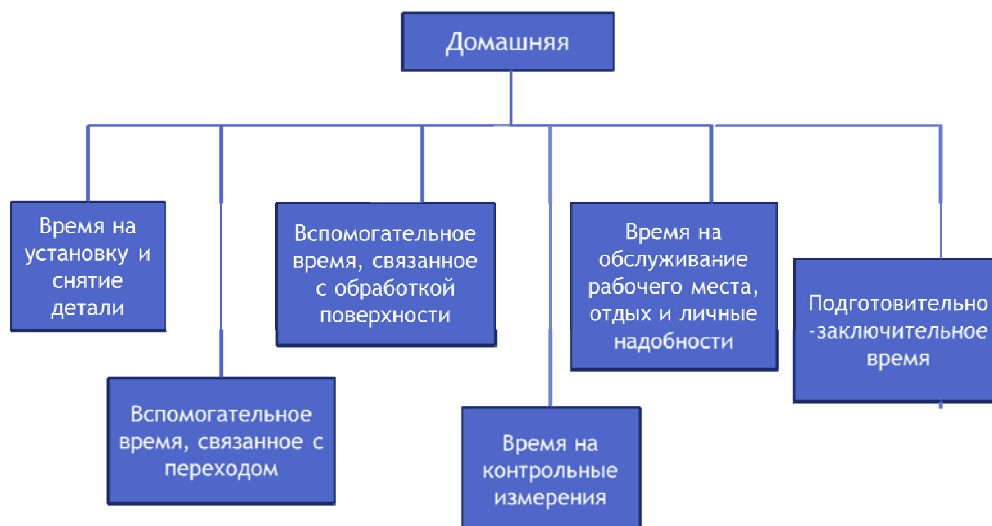 Домашняя
Время на
установку и
снятие
детали
Вспомогательное
время, связанное с
переходом
Вспомогательное
время, связанное
с обработкой
поверхности
Время на
контрольные
измерения
Время на
обслуживание
рабочего места,
отдых и личные
надобности
Подготовительно
-заключительное
время